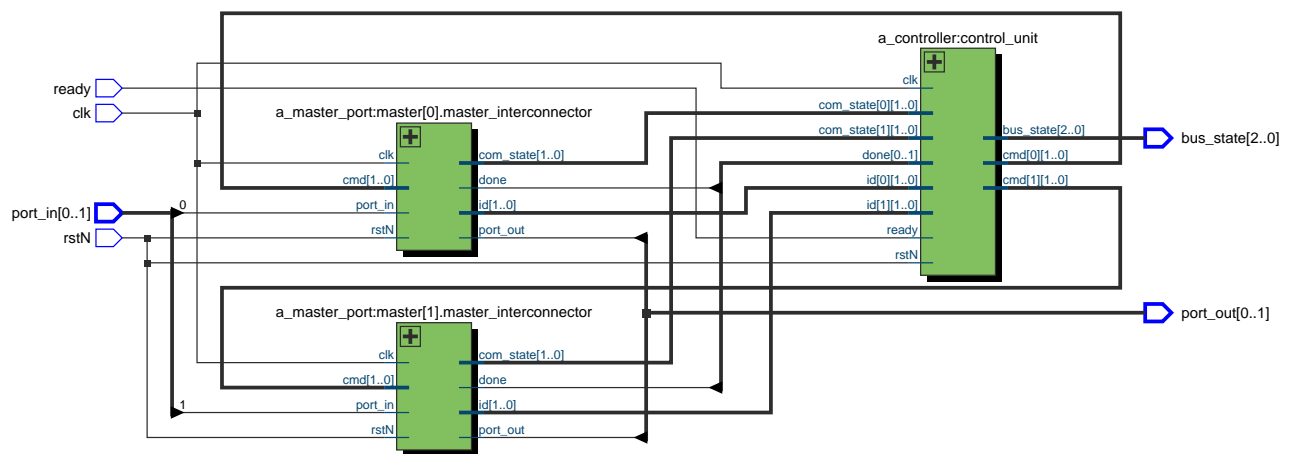 a_controller:control_unit
ready
clk
port_in[0..1]
rstN
a_master_port:master[0].master_interconnector
clk
cmd[1..0]
port_in
rstN
com_state[1..0]
done
id[1..0]
port_out
0
1
a_master_port:master[1].master_interconnector
clk
cmd[1..0]
port_in
rstN
com_state[1..0]
done
id[1..0]
port_out
clk
com_state[0][1..0]
com_state[1][1..0]
done[0..1]
id[0][1..0]
id[1][1..0]
ready
rstN
bus_state[2..0]
cmd[0][1..0]
cmd[1][1..0]
bus_state[2..0]
port_out[0..1]